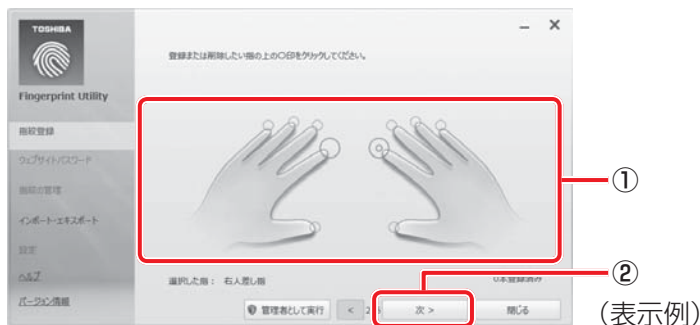 TOSHIBA
Fingerprint Utility
登録または削除したい指の上の○印をクリックしてください。
指紋登録
ウェブサイトパスワード
指紋の管理
インポート・エクスポート
設定
ヘルプ
バージョン情報
①
選択した指： 右人差し指
②
管理者として実行
<
次 >
閉じる
（表示例）